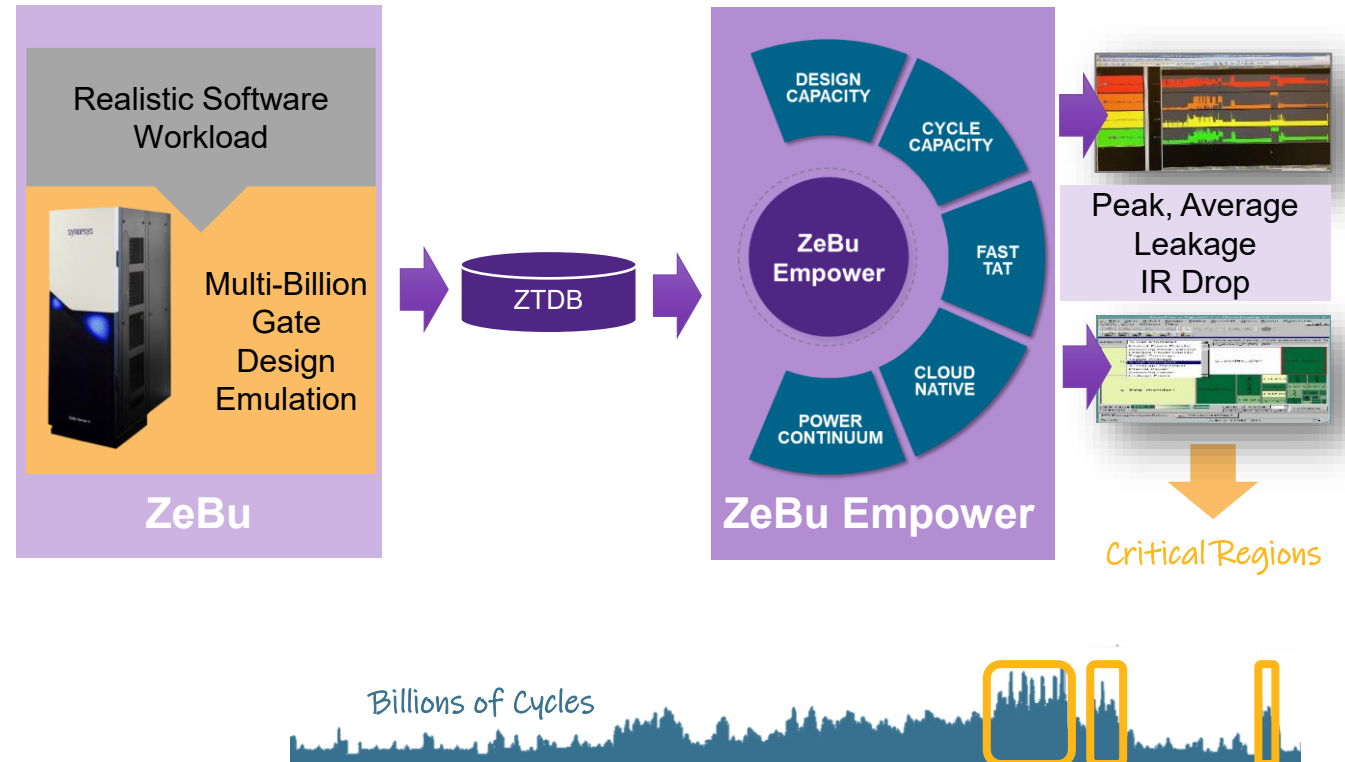 Realistic Software
Workload
SYNOPSYS
Multi-Billion
Gate
Design
Emulation
ZeBu
ZTDB
DESIGN
CAPACITY
CYCLE
CAPACITY
FAST
TAT
CLOUD
NATIVE
POWER
CONTINUUM
ZeBu
Empower
ZeBu Empower
Peak, Average
Leakage
IR Drop
Critical Regions
Billions of Cycles